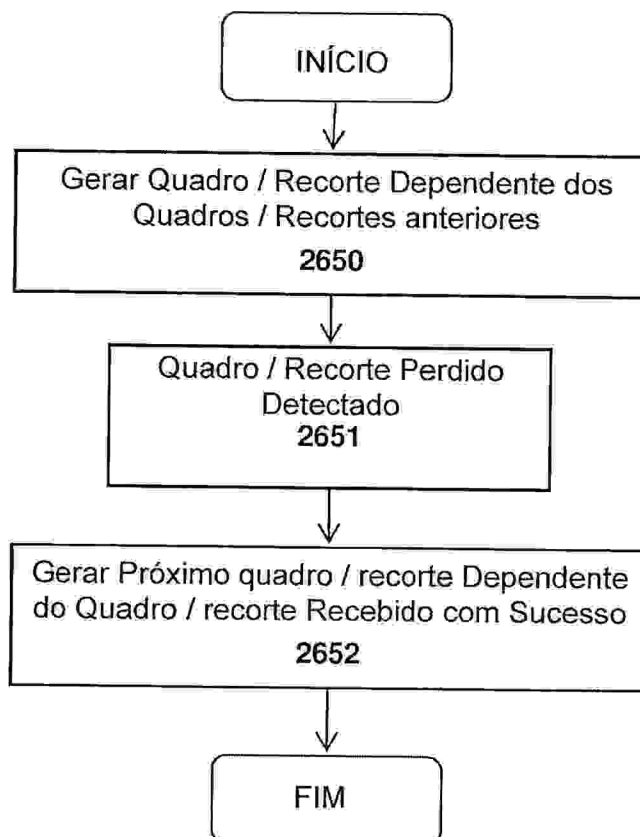 INÍCIO
Gerar Quadro / Recorte Dependente dos
Quadros / Recortes anteriores
2650
Quadro / Recorte Perdido
Detectado
2651
Gerar Próximo quadro / recorte Dependente
do Quadro / recorte Recebido com Sucesso
2652
FIM